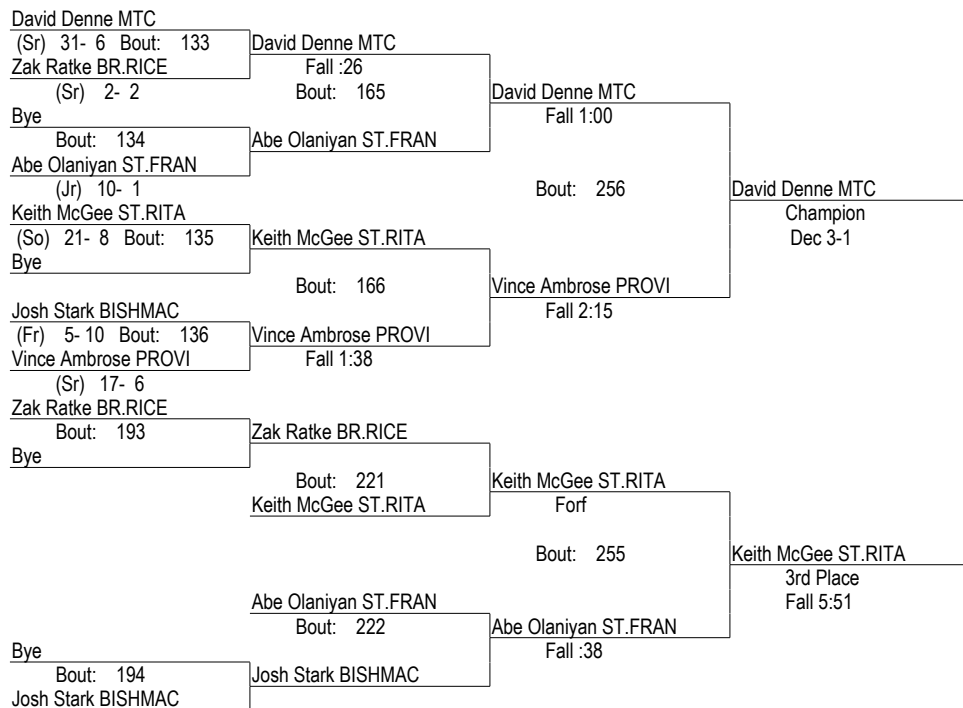 David Denne MTC
(Sr) 31- 6 Bout: 133
David Denne MTC
Zak Ratke BR.RICE
Fall :26
(Sr) 2- 2
Bout: 165
David Denne MTC
Bye
Fall 1:00
Bout: 134
Abe Olaniyan ST.FRAN
Abe Olaniyan ST.FRAN
(Jr) 10- 1
Bout: 256
David Denne MTC
Keith McGee ST.RITA
Champion
(So) 21- 8 Bout: 135
Keith McGee ST.RITA
Dec 3-1
Bye
Bout: 166
Vince Ambrose PROVI
Josh Stark BISHMAC
Fall 2:15
(Fr) 5- 10 Bout: 136
Vince Ambrose PROVI
Vince Ambrose PROVI
Fall 1:38
(Sr) 17- 6
Zak Ratke BR.RICE
Bout: 193
Zak Ratke BR.RICE
Bye
Bout: 221
Keith McGee ST.RITA
Keith McGee ST.RITA
Forf
Bout: 255
Keith McGee ST.RITA
3rd Place
Abe Olaniyan ST.FRAN
Fall 5:51
Bout: 222
Abe Olaniyan ST.FRAN
Bye
Fall :38
Bout: 194
Josh Stark BISHMAC
Josh Stark BISHMAC